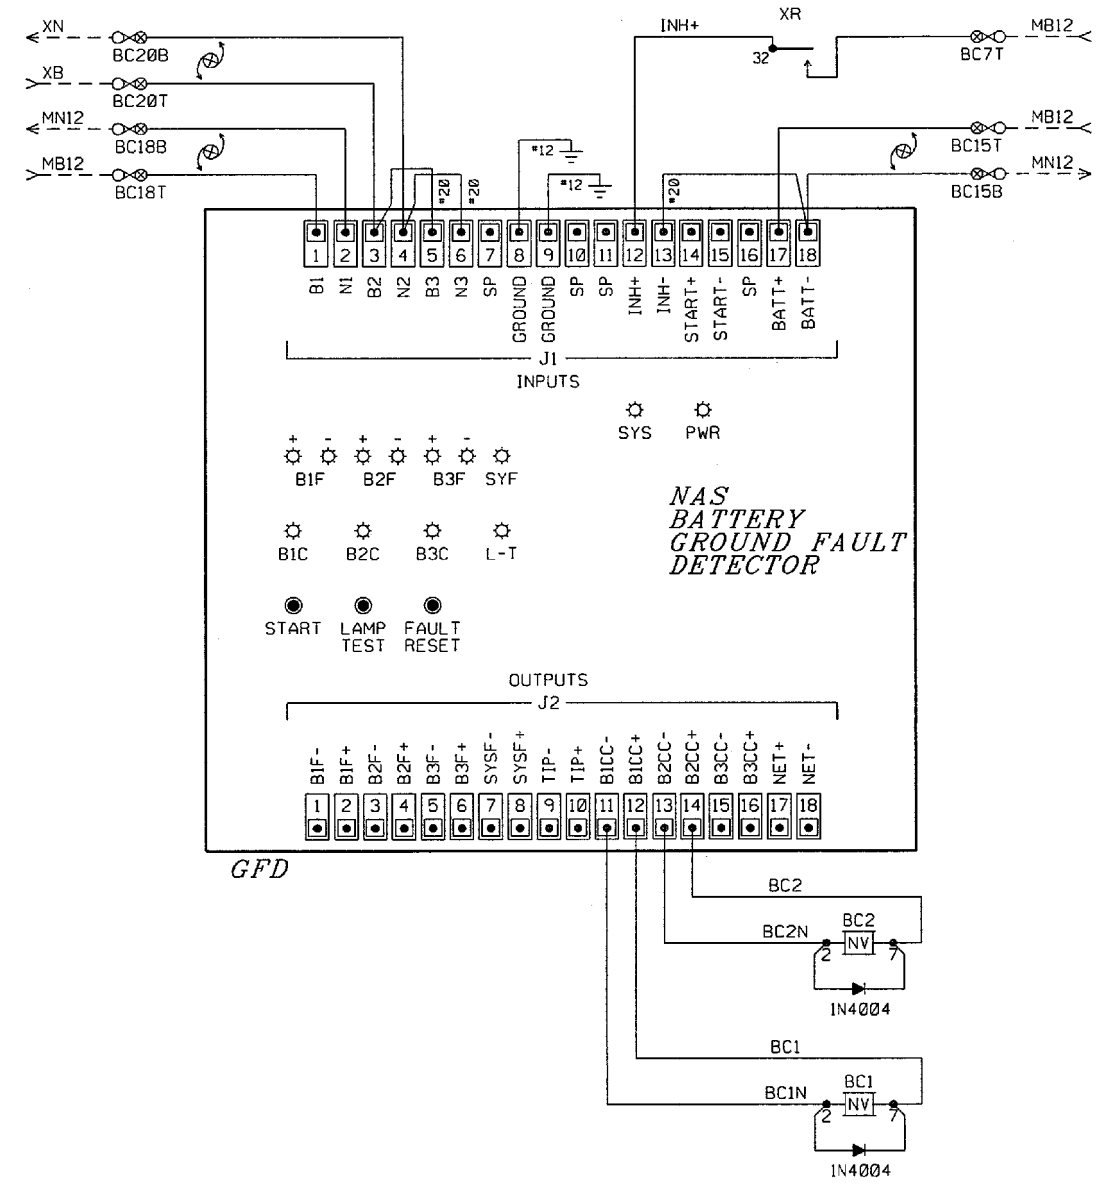 XN
BC20B
XB
BC20T
MN12
BC18B
MB12
BC18T
INH+
XR
32
MB12
BC7T
MB12
BC15T
MN12
BC15B
#20
#20
#12
#12
#20
1 2 3 4 5 6 7 8 9 10 11 12 13 14 15 16 17 18
B1 N1 B2 N2 B3 N3 SP GROUND GROUND SP SP INH+ INH- START+ START- SP BATT+ BATT-
J1
INPUTS
SYS PWR
+ - + - + -
B1F B2F B3F SYF
B1C B2C B3C L-T
START LAMP TEST FAULT RESET
NAS
BATTERY
GROUND FAULT
DETECTOR
OUTPUTS
J2
B1F- B1F+ B2F- B2F+ B3F- B3F+ SYSF- SYSF+ TIP- TIP+ B1CC- B1CC+ B2CC- B2CC+ B3CC- B3CC+ NET+ NET-
1 2 3 4 5 6 7 8 9 10 11 12 13 14 15 16 17 18
GFD
BC2
BC2N
BC2
2 NV 7
1N4004
BC1
BC1N
BC1
2 NV 7
1N4004